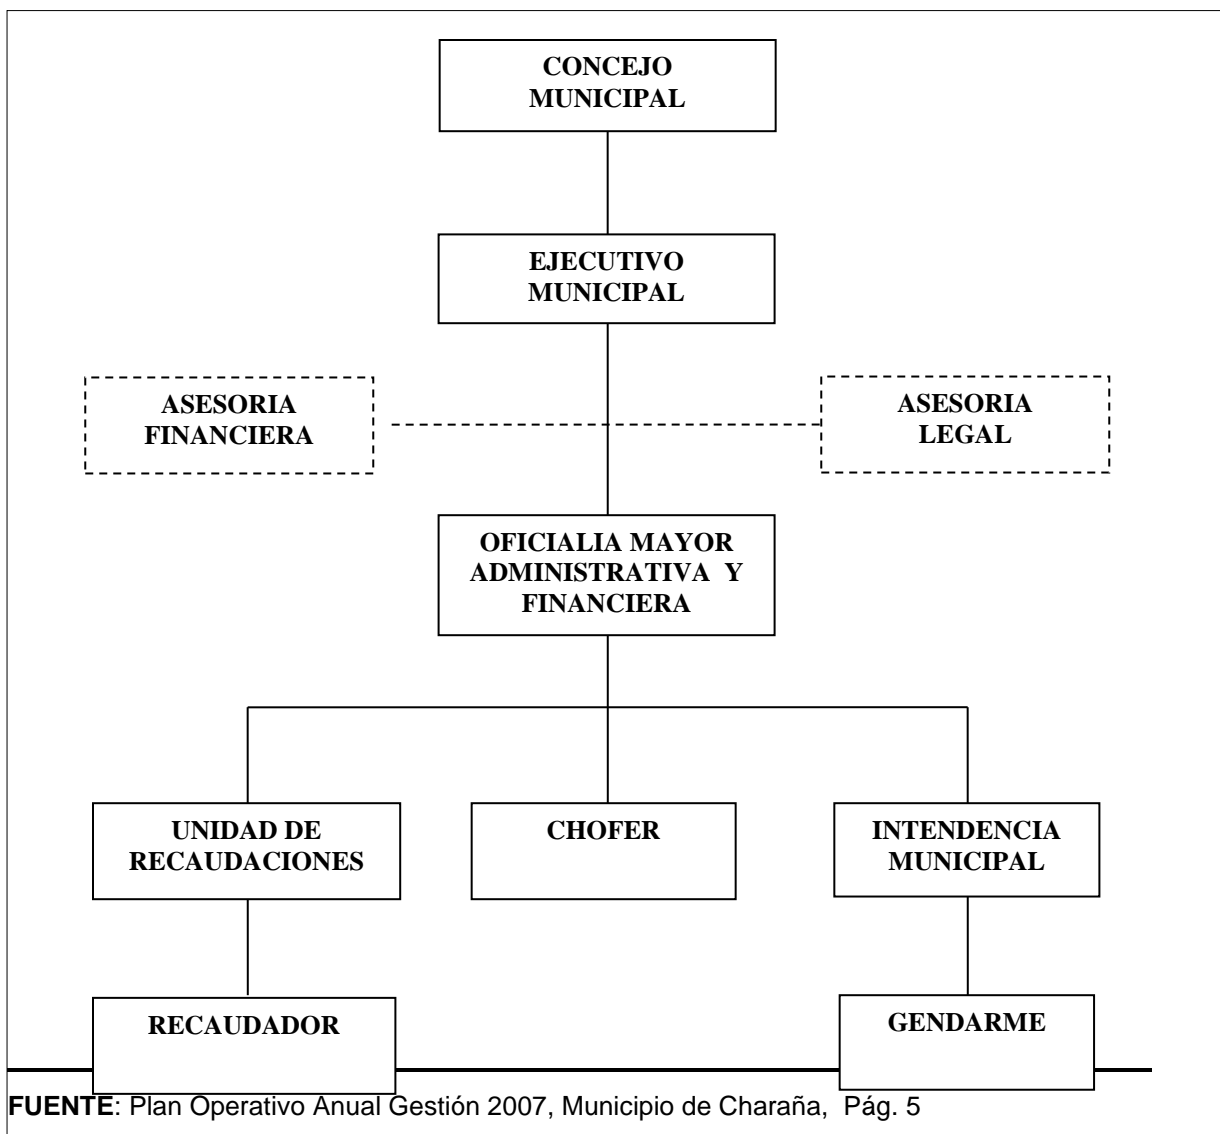 CONCEJO
MUNICIPAL
EJECUTIVO
MUNICIPAL
ASESORIA
FINANCIERA
ASESORIA
LEGAL
OFICIALIA MAYOR
ADMINISTRATIVA Y
FINANCIERA
UNIDAD DE
RECAUDACIONES
CHOFER
INTENDENCIA
MUNICIPAL
RECAUDADOR
GENDARME
FUENTE: Plan Operativo Anual Gestión 2007, Municipio de Charaña, Pág. 5